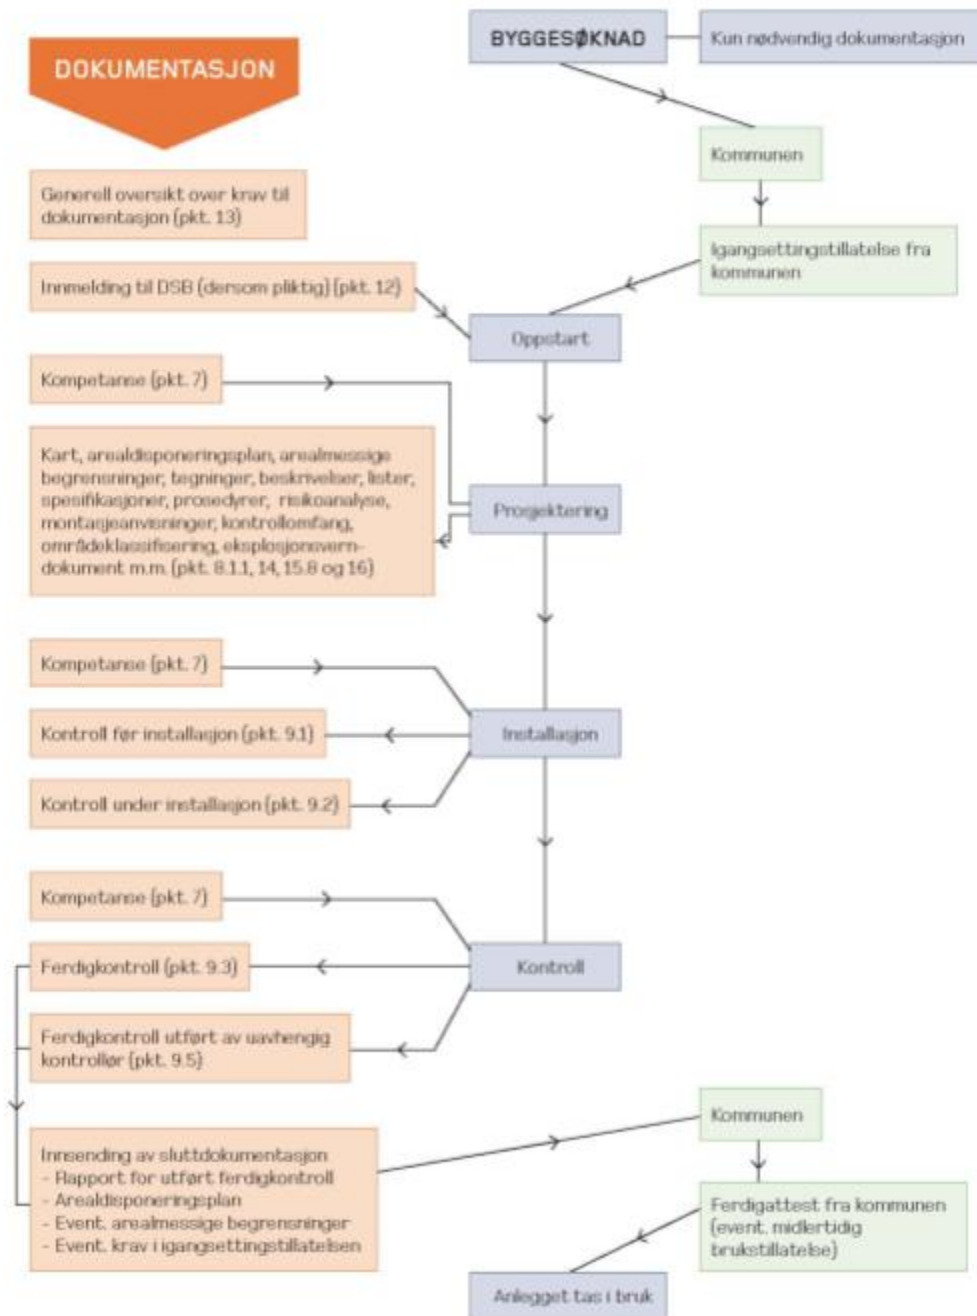 BYGGESØKNAD
Kun nødvendig dokumentasjon
DOKUMENTASJON
Kommunen
Generell oversikt over krav til
dokumentasjon (pkt. 13)
Igangsettingstillatelse fra
kommunen
Innmelding til DSB (dersom pliktig) (pkt. 12)
Oppstart
Kompetanse (pkt. 7)
Kart, arealdisponeringsplan, arealmessige
begrensninger, tegninger, beskrivelser, lister,
spesifikasjoner, prosedyrer, risikoanalyse,
montasjeanvisninger, kontrollomfang,
områdeklassifisering, eksplosjonsvern-
dokument m.m. (pkt. 8.1.1, 14, 15.8 og 16)
Prosjektering
Kompetanse (pkt. 7)
Kontroll før installasjon (pkt. 9.1)
Installasjon
Kontroll under installasjon (pkt. 9.2)
Kompetanse (pkt. 7)
Ferdigkontroll (pkt. 9.3)
Kontroll
Ferdigkontroll utført av uavhengig
kontrollør (pkt. 9.5)
Innsending av sluttdokumentasjon
- Rapport for utført ferdigkontroll
- Arealdisponeringsplan
- Event. arealmessige begrensninger
- Event. krav i igangsettingstillatelsen
Kommunen
Ferdigattest fra kommunen
(event. midlertidig
brukstillatelse)
Anlegget tas i bruk